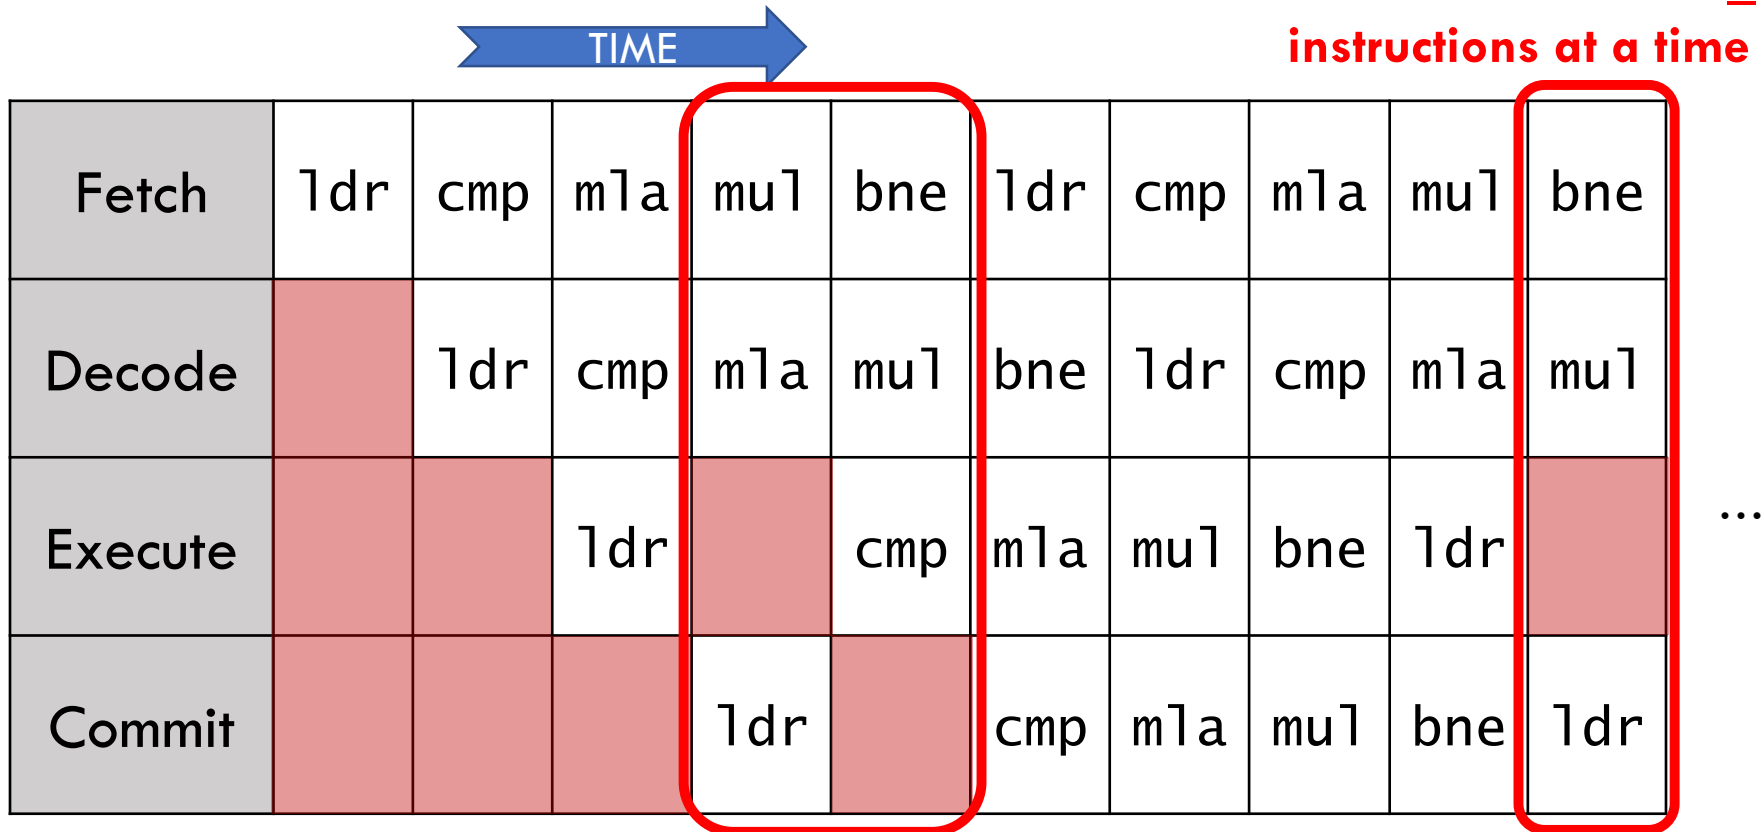 TIME
instructions at a time
Fetch ldr cmp mla mul bne ldr cmp mla mul bne
Decode ldr cmp mla mul bne ldr cmp mla mul
Execute ldr cmp mla mul bne ldr
...
Commit ldr cmp mla mul bne ldr